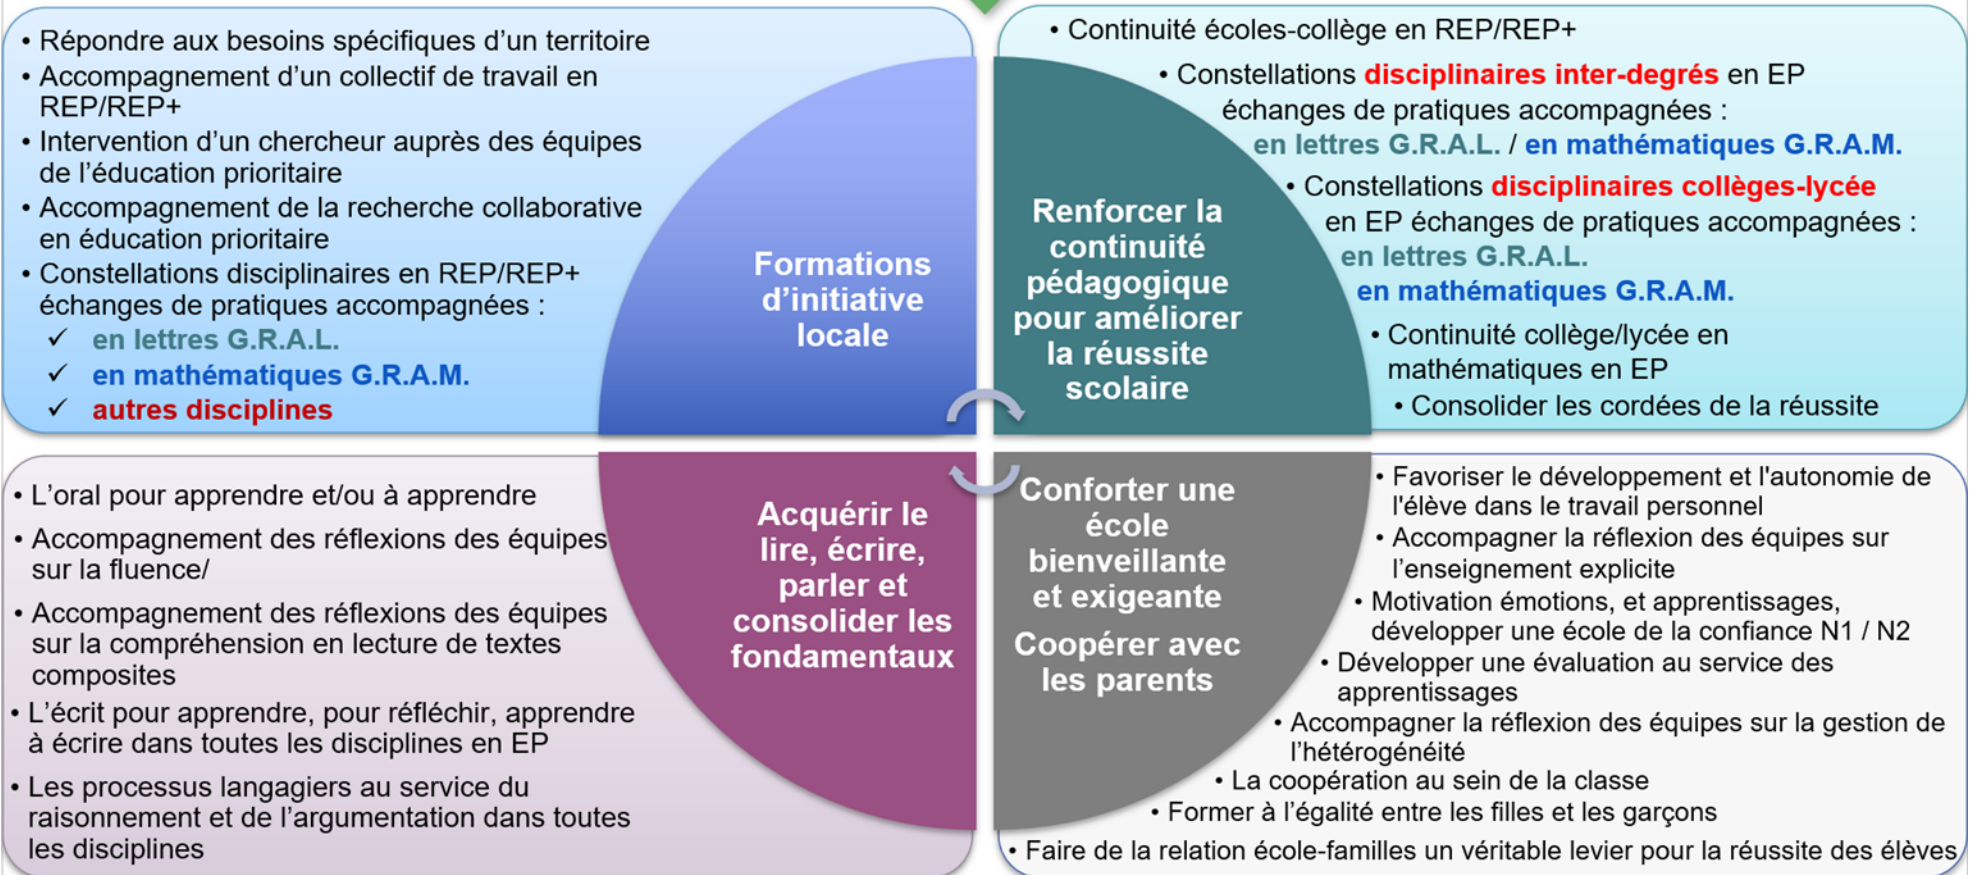 • Répondre aux besoins spécifiques d’un territoire
• Accompagnement d’un collectif de travail en
REP/REP+
• Intervention d’un chercheur auprès des équipes
de l’éducation prioritaire
• Accompagnement de la recherche collaborative
en éducation prioritaire
• Constellations disciplinaires en REP/REP+
échanges de pratiques accompagnées :
✓ en lettres G.R.A.L.
✓ en mathématiques G.R.A.M.
✓ autres disciplines
Formations
d’initiative
locale
Renforcer la
continuité
pédagogique
pour améliorer
la réussite
scolaire
• Continuité écoles-collège en REP/REP+
• Constellations disciplinaires inter-degrés en EP
échanges de pratiques accompagnées :
en lettres G.R.A.L. / en mathématiques G.R.A.M.
• Constellations disciplinaires collèges-lycée
en EP échanges de pratiques accompagnées :
en lettres G.R.A.L.
en mathématiques G.R.A.M.
• Continuité collège/lycée en
mathématiques en EP
• Consolider les cordées de la réussite
• L’oral pour apprendre et/ou à apprendre
• Accompagnement des réflexions des équipes
sur la fluence/
• Accompagnement des réflexions des équipes
sur la compréhension en lecture de textes
composites
• L’écrit pour apprendre, pour réfléchir, apprendre
à écrire dans toutes les disciplines en EP
• Les processus langagiers au service du
raisonnement et de l’argumentation dans toutes
les disciplines
Acquérir le
lire, écrire,
parler et
consolider les
fondamentaux
Conforter une
école
bienveillante
et exigeante
Coopérer avec
les parents
• Favoriser le développement et l'autonomie de
l'élève dans le travail personnel
• Accompagner la réflexion des équipes sur
l’enseignement explicite
• Motivation émotions, et apprentissages,
développer une école de la confiance N1 / N2
• Développer une évaluation au service des
apprentissages
• Accompagner la réflexion des équipes sur la gestion de
l’hétérogénéité
• La coopération au sein de la classe
• Former à l’égalité entre les filles et les garçons
• Faire de la relation école-familles un véritable levier pour la réussite des élèves